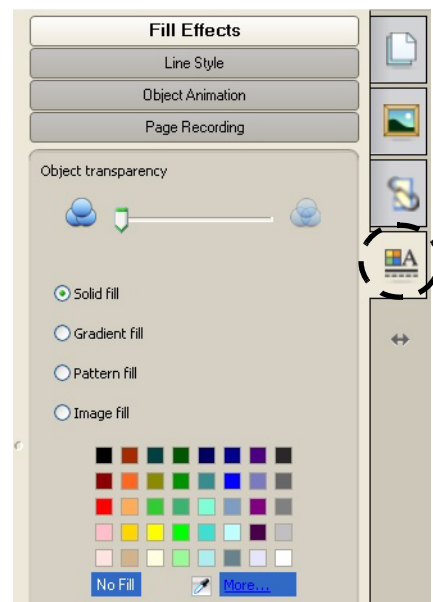 Fill Effects
Line Style
Object Animation
Page Recording
Object transparency
A
Solid fill
Gradient fill
Pattern fill
Image fill
No Fill More...